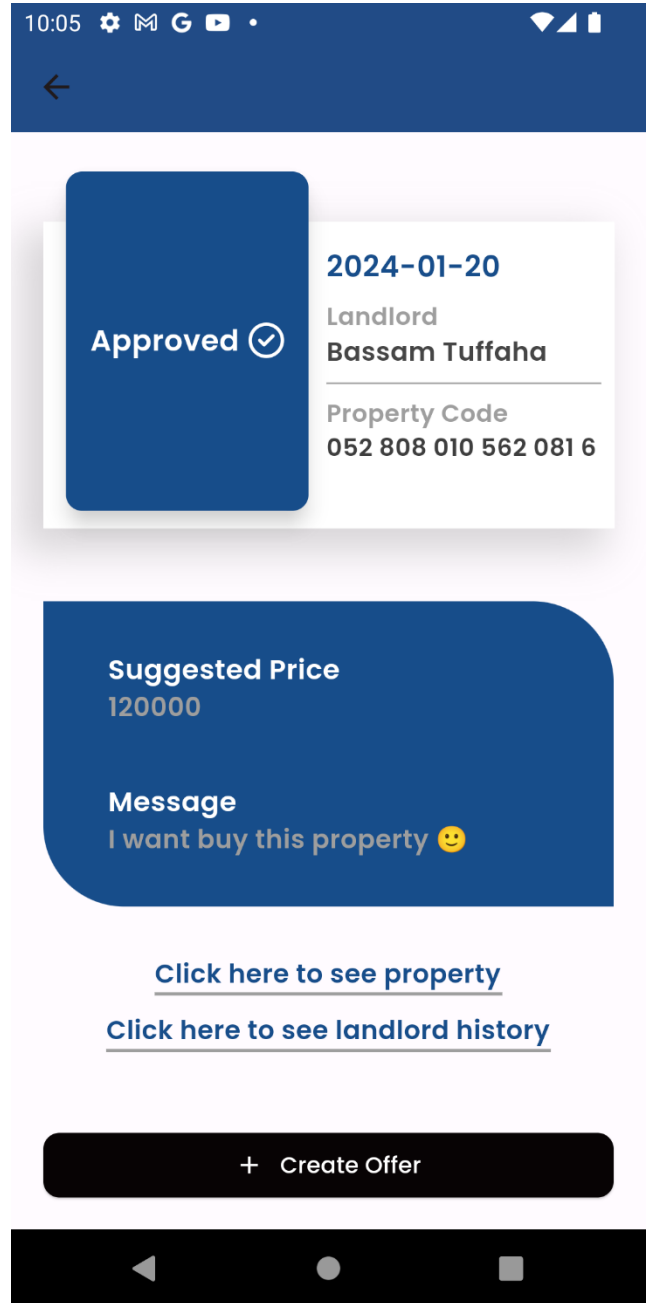 10:05
Approved
2024-01-20
Landlord
Bassam Tuffaha
Property Code
052 808 010 562 081 6
Suggested Price
120000
Message
I want buy this property 🙂
Click here to see property
Click here to see landlord history
+ Create Offer